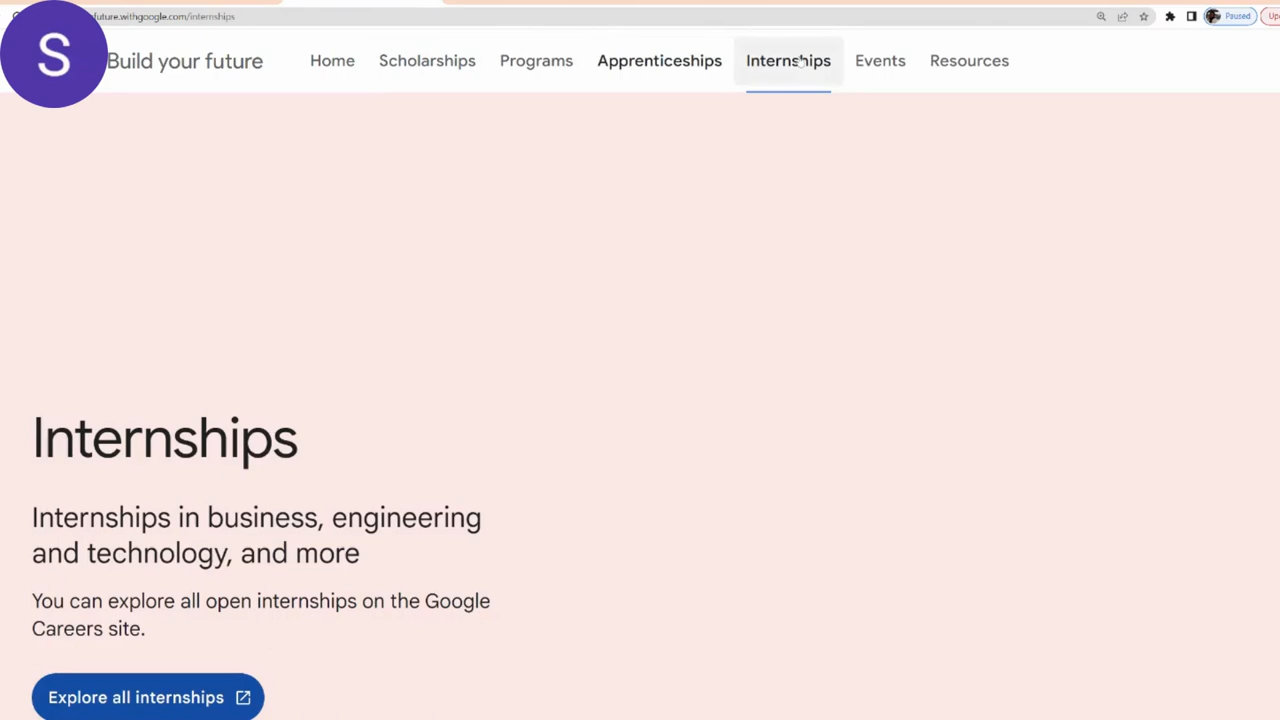 future.withgoogle.com/internships
Paused
S
Build your future
Home
Scholarships
Programs
Apprenticeships
Internships
Events
Resources
Internships
Internships in business, engineering
and technology, and more
You can explore all open internships on the Google
Careers site.
Explore all internships